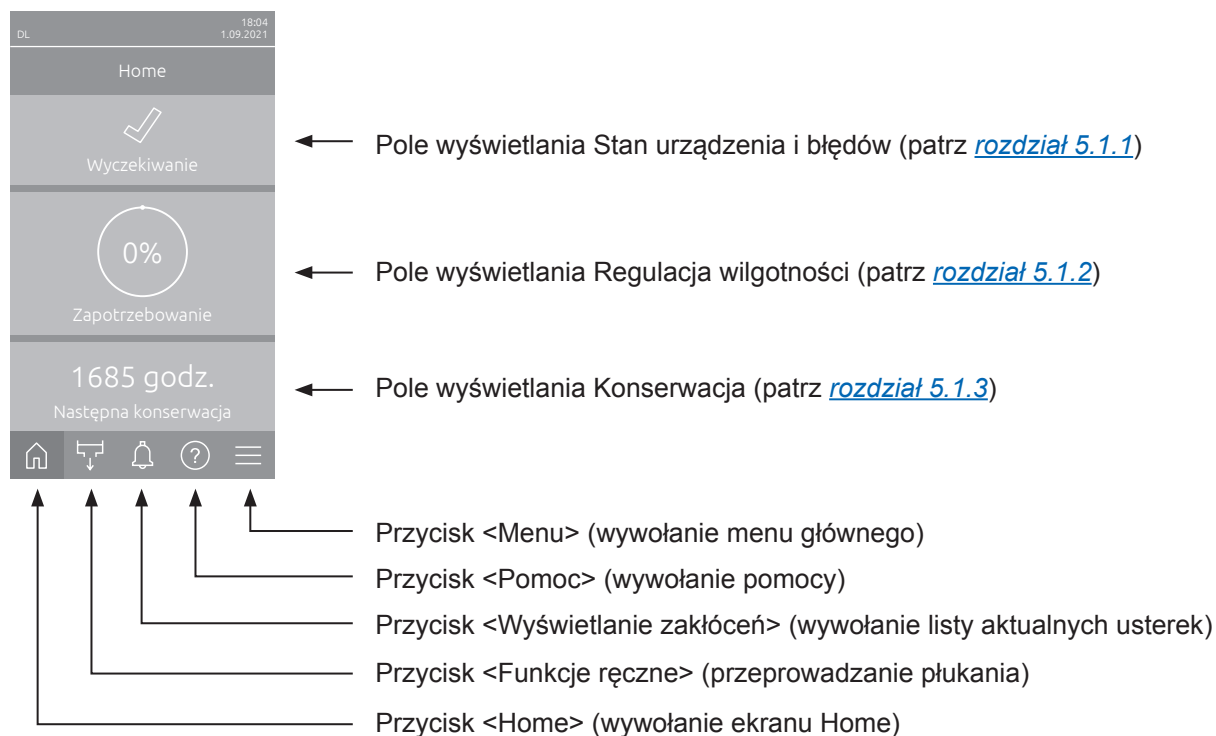 18:04
DL 1.09.2021
Home
Wyczekiwanie
Pole wyświetlania Stan urządzenia i błędów (patrz rozdział 5.1.1)
0%
Zapotrzebowanie
Pole wyświetlania Regulacja wilgotności (patrz rozdział 5.1.2)
1685 godz.
Następna konserwacja
Pole wyświetlania Konserwacja (patrz rozdział 5.1.3)
?
Przycisk <Menu> (wywołanie menu głównego)
Przycisk <Pomoc> (wywołanie pomocy)
Przycisk <Wyświetlanie zakłóceń> (wywołanie listy aktualnych usterek)
Przycisk <Funkcje ręczne> (przeprowadzanie płukania)
Przycisk <Home> (wywołanie ekranu Home)